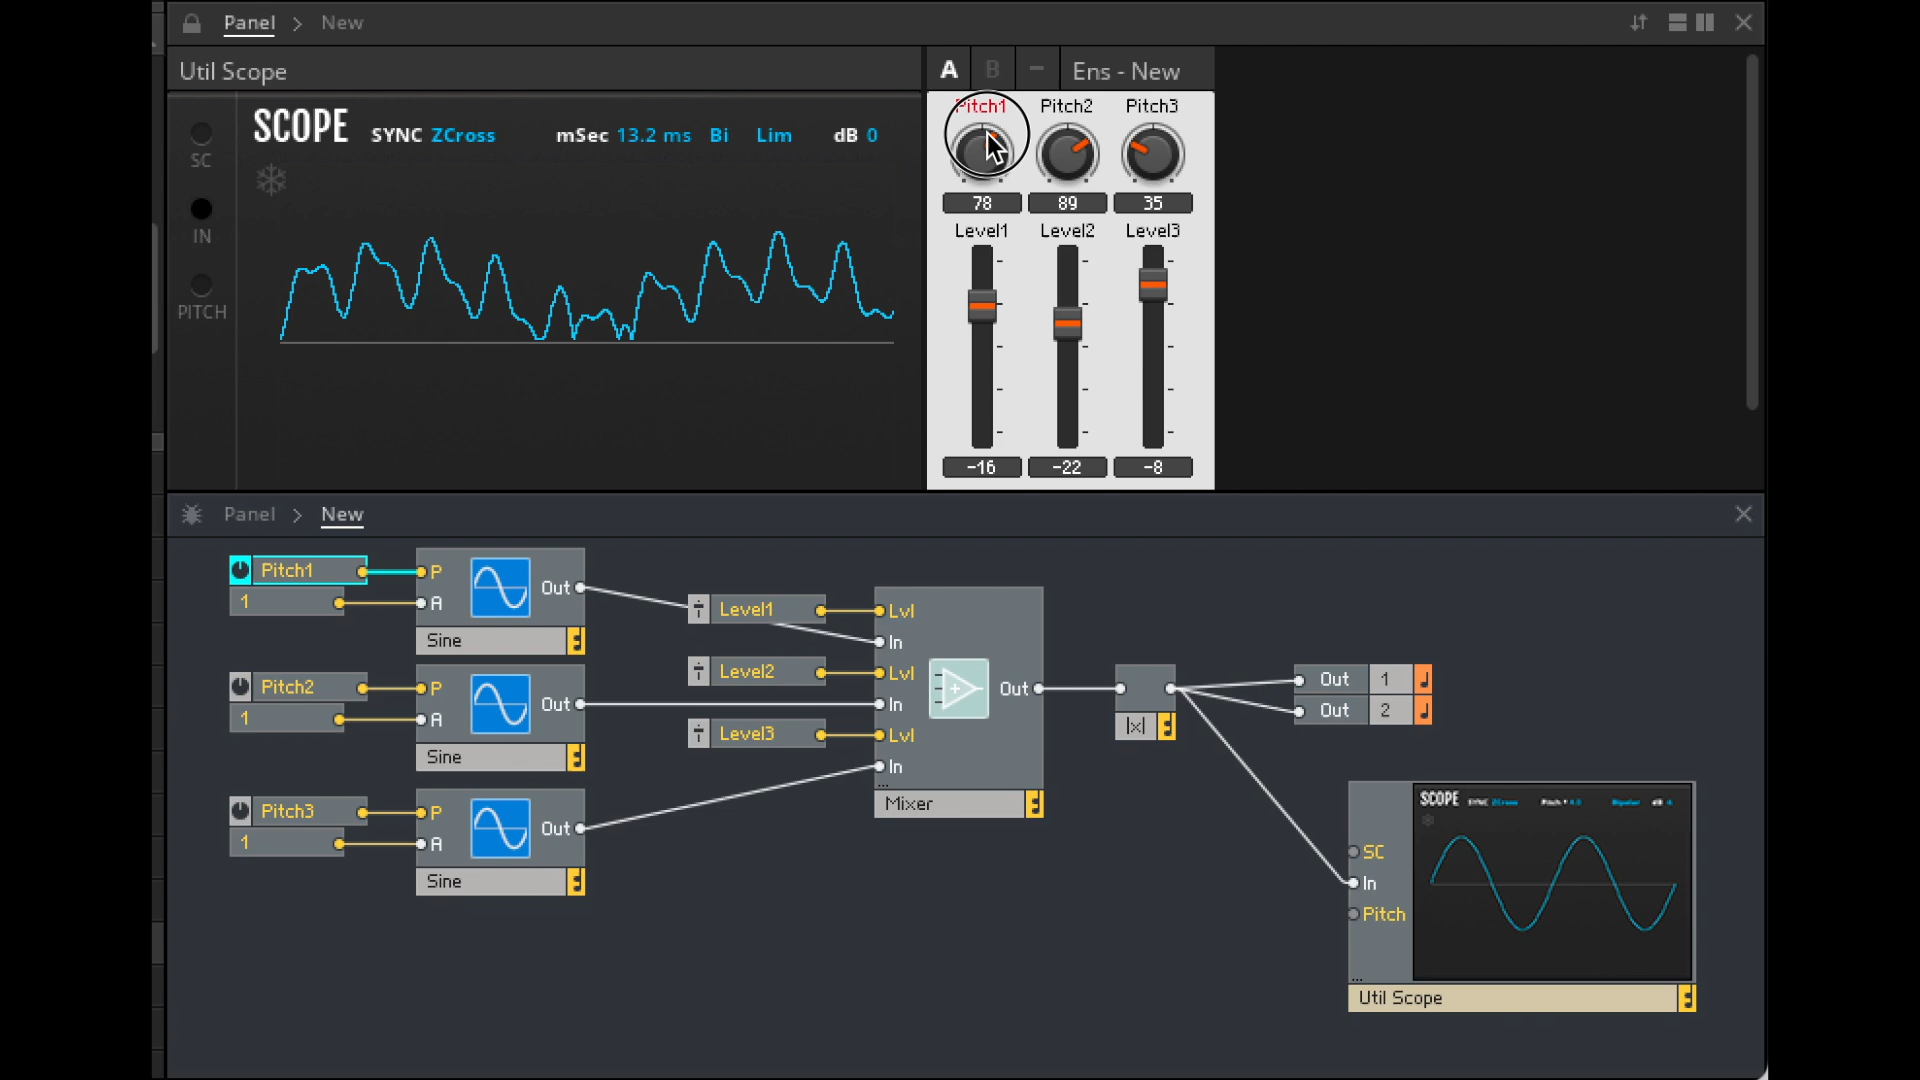 Panel > New
Util Scope
A B – Ens - New
SCOPE SYNC ZCross mSec 13.2 ms Bi Lim dB 0
SC
IN
PITCH
Pitch1 Pitch2 Pitch3
78 89 35
Level1 Level2 Level3
-16 -22 -8
Panel > New
Pitch1 P
1 A
Out
Sine
Pitch2 P
1 A
Out
Sine
Pitch3 P
1 A
Out
Sine
Level1 Lvl
In
Level2 Lvl
In
Level3 Lvl
In
...
Out
Mixer
|x|
Out 1
Out 2
SC
In
Pitch
...
SCOPE
Util Scope